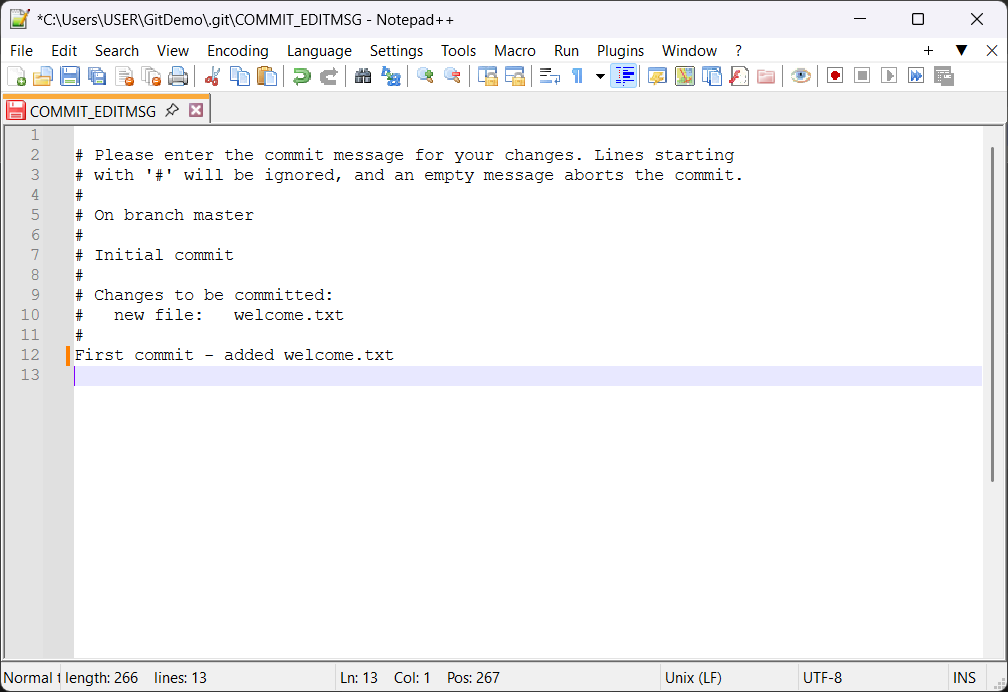 *C:\Users\USER\GitDemo\.git\COMMIT_EDITMSG - Notepad++
File Edit Search View Encoding Language Settings Tools Macro Run Plugins Window ? + ▼ X
COMMIT_EDITMSG
1
2 # Please enter the commit message for your changes. Lines starting
3 # with '#' will be ignored, and an empty message aborts the commit.
4 #
5 # On branch master
6 #
7 # Initial commit
8 #
9 # Changes to be committed:
10 #   new file:   welcome.txt
11 #
12 First commit - added welcome.txt
13
Normal t length: 266 lines: 13 Ln: 13 Col: 1 Pos: 267 Unix (LF) UTF-8 INS